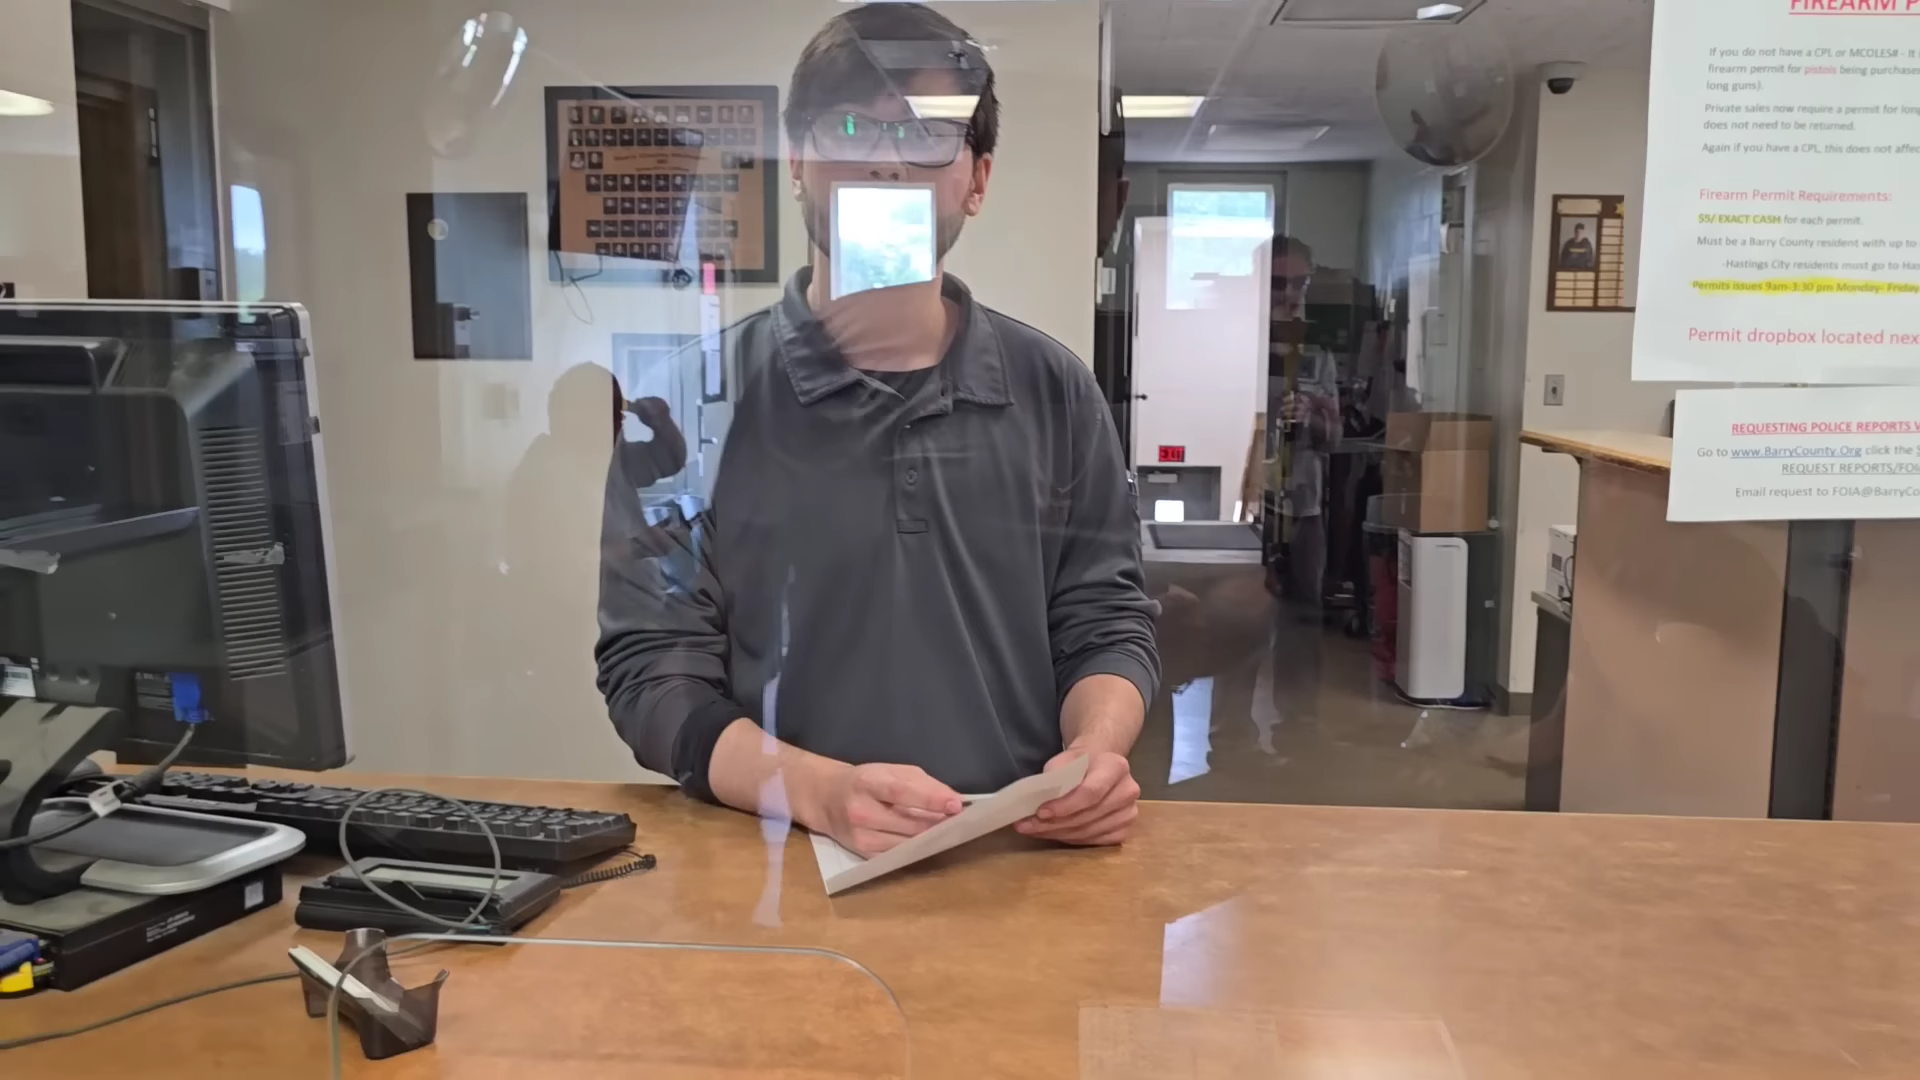 FIREARM P
If you do not have a CPL or MCOLES# - It
firearm permit for pistols being purchase
long guns).
Private sales now require a permit for lon
does not need to be returned.
Again if you have a CPL, this does not affec
Firearm Permit Requirements:
$5/ EXACT CASH for each permit.
Must be a Barry County resident with up to
-Hastings City residents must go to Has
Permits issues 9am-3:30 pm Monday- Friday
Permit dropbox located nex
REQUESTING POLICE REPORTS V
Go to www.BarryCounty.Org click the S
REQUEST REPORTS/FOI
Email request to FOIA@BarryCo